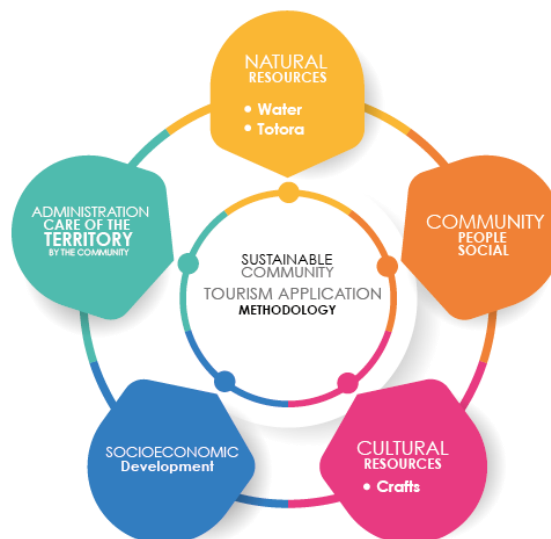 NATURAL
RESOURCES
• Water
• Totora
COMMUNITY
PEOPLE
SOCIAL
CULTURAL
RESOURCES
• Crafts
SOCIOECONOMIC
Development
ADMINISTRATION
CARE OF THE
TERRITORY
BY THE COMMUNITY
SUSTAINABLE
COMMUNITY
TOURISM APPLICATION
METHODOLOGY